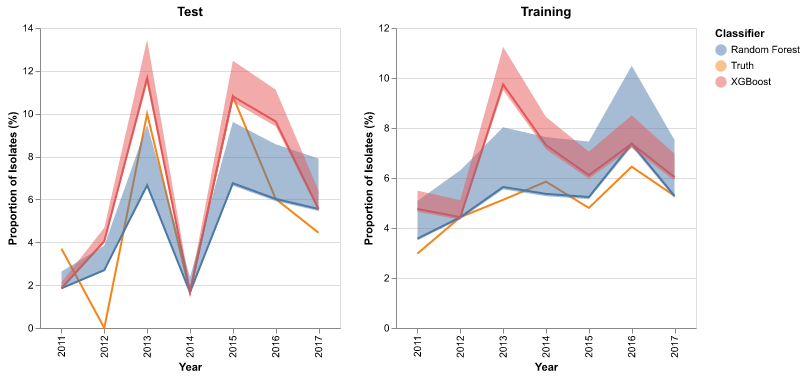 Test
Proportion of Isolates (%)
14
12
10
8
6
4
2
0
2011
2012
2013
2014
2015
2016
2017
Year
Training
Proportion of Isolates (%)
12
10
8
6
4
2
0
2011
2012
2013
2014
2015
2016
2017
Year
Classifier
Random Forest
Truth
XGBoost